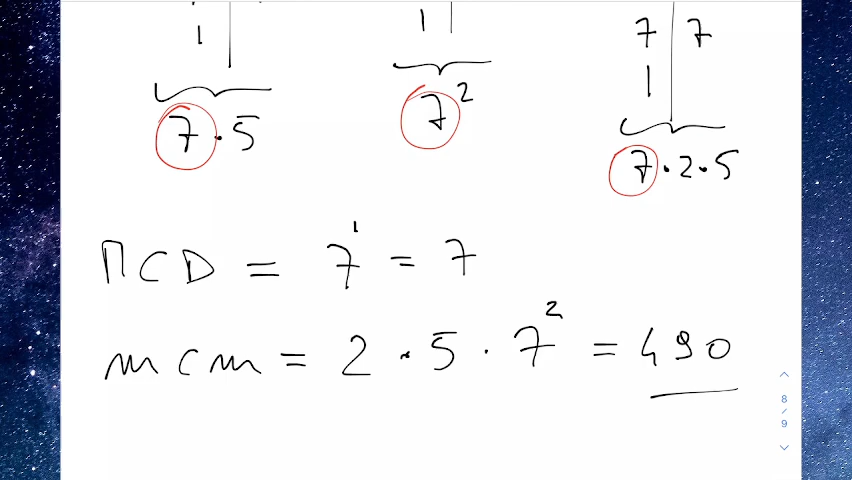 1 1 7 7
1
7 · 5 7² 7 · 2 · 5
MCD = 7¹ = 7
mcm = 2 · 5 · 7² = 490
8
/
9